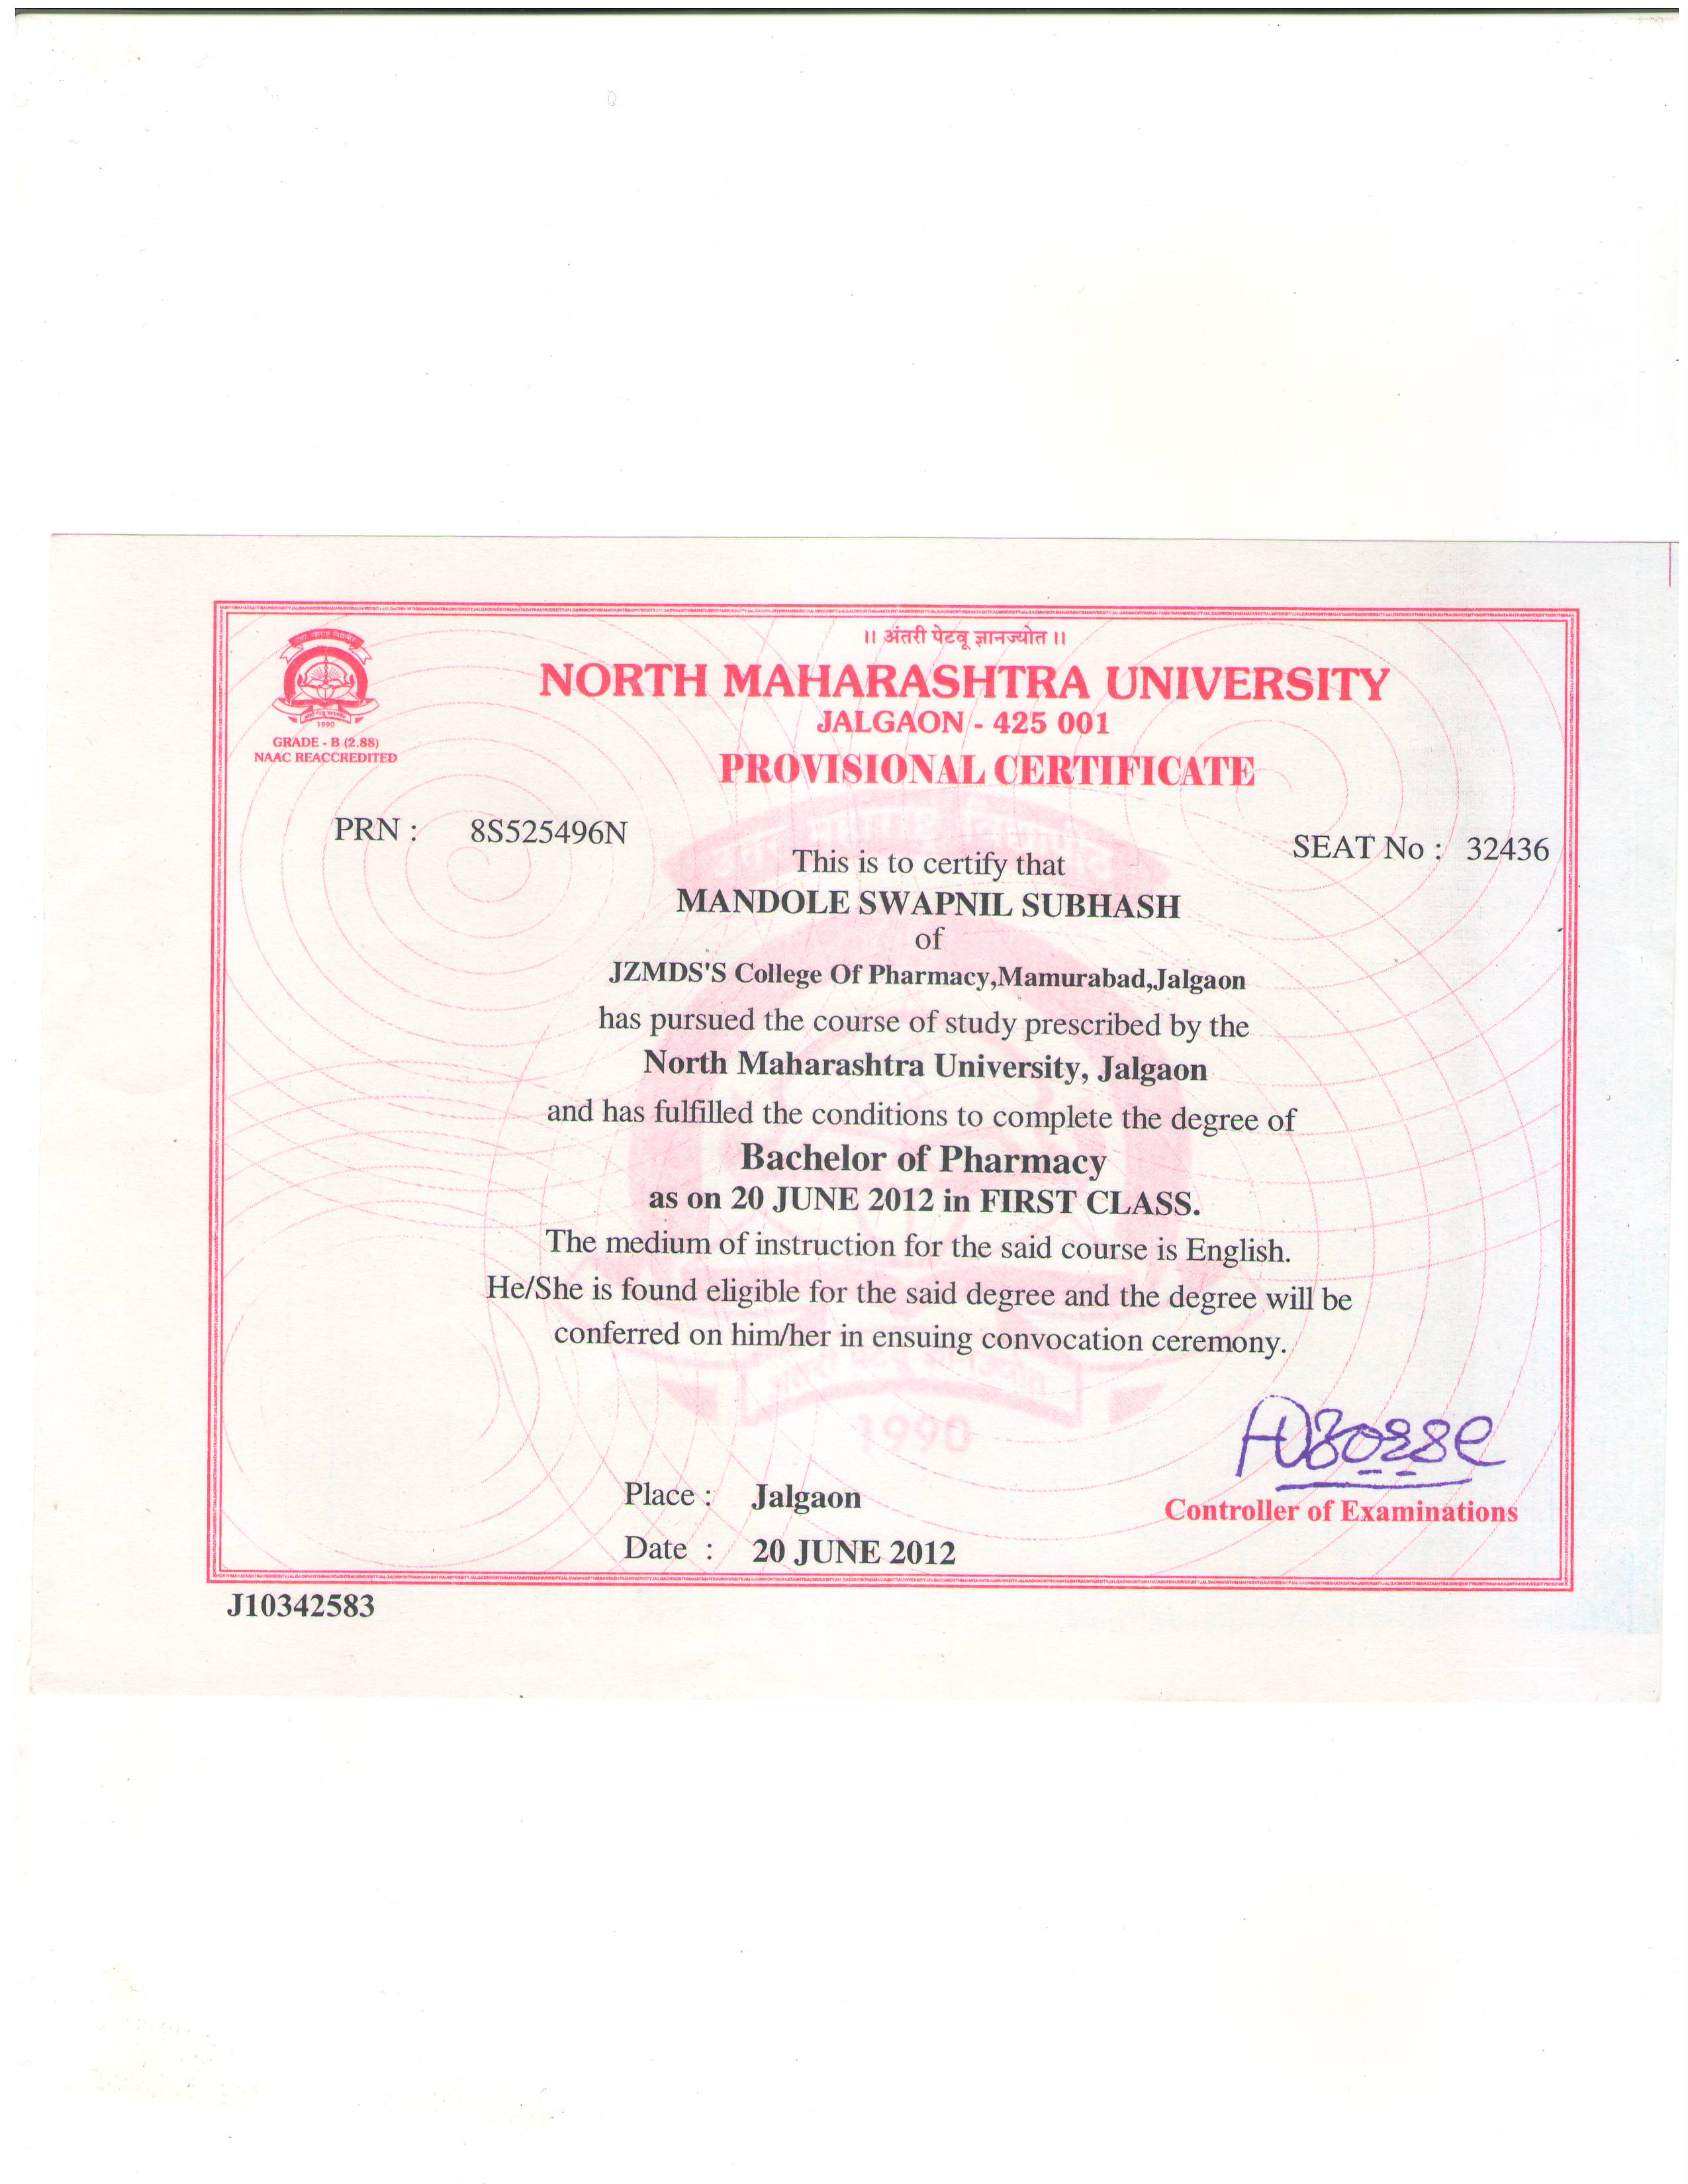 ।। अंतरी पेटवू ज्ञानज्योत ।।
NORTH MAHARASHTRA UNIVERSITY
JALGAON - 425 001
PROVISIONAL CERTIFICATE
1990
GRADE - B (2.88)
NAAC REACCREDITED
PRN : 8S525496N
SEAT No : 32436
This is to certify that
MANDOLE SWAPNIL SUBHASH
of
JZMDS'S College Of Pharmacy,Mamurabad,Jalgaon
has pursued the course of study prescribed by the
North Maharashtra University, Jalgaon
and has fulfilled the conditions to complete the degree of
Bachelor of Pharmacy
as on 20 JUNE 2012 in FIRST CLASS.
The medium of instruction for the said course is English.
He/She is found eligible for the said degree and the degree will be
conferred on him/her in ensuing convocation ceremony.
1990
Controller of Examinations
Place : Jalgaon
Date : 20 JUNE 2012
J10342583